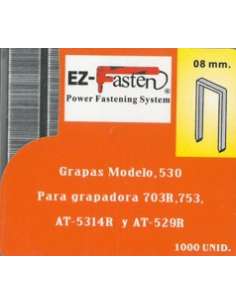 08 mm.
EZ-Fasten
Power Fastening System
Grapas Modelo,530
Para grapadora 703R,753,
AT-5314R y AT-529R
1000 UNID.